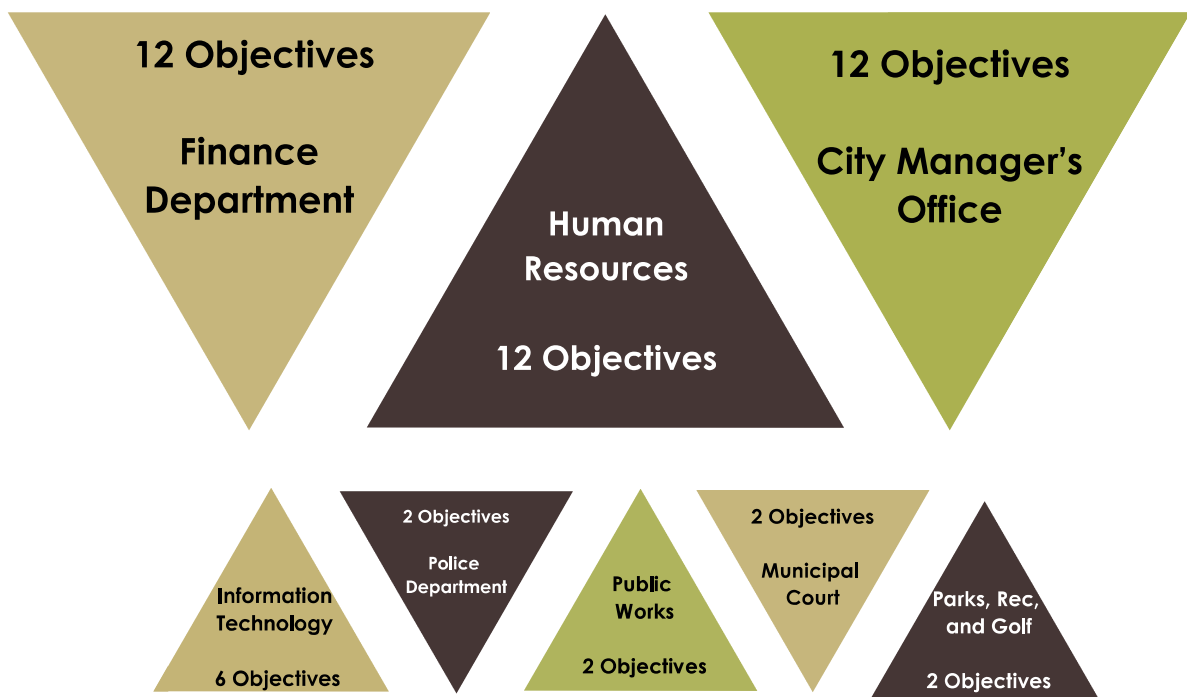 12 Objectives
Finance
Department
Human
Resources
12 Objectives
12 Objectives
City Manager's
Office
Information
Technology
6 Objectives
2 Objectives
Police
Department
Public
Works
2 Objectives
2 Objectives
Municipal
Court
Parks, Rec,
and Golf
2 Objectives